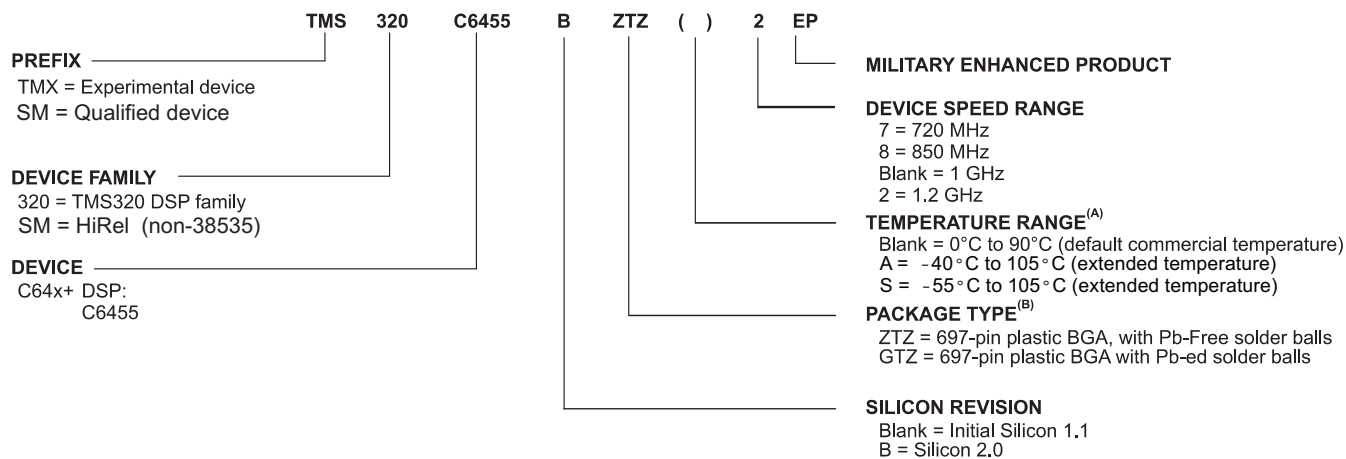 TMS 320 C6455 B ZTZ ( ) 2 EP
PREFIX
TMX = Experimental device
SM = Qualified device
DEVICE FAMILY
320 = TMS320 DSP family
SM = HiRel (non-38535)
DEVICE
C64x+ DSP:
C6455
MILITARY ENHANCED PRODUCT
DEVICE SPEED RANGE
7 = 720 MHz
8 = 850 MHz
Blank = 1 GHz
2 = 1.2 GHz
TEMPERATURE RANGE(A)
Blank = 0°C to 90°C (default commercial temperature)
A = -40°C to 105°C (extended temperature)
S = -55°C to 105°C (extended temperature)
PACKAGE TYPE(B)
ZTZ = 697-pin plastic BGA, with Pb-Free solder balls
GTZ = 697-pin plastic BGA with Pb-ed solder balls
SILICON REVISION
Blank = Initial Silicon 1.1
B = Silicon 2.0